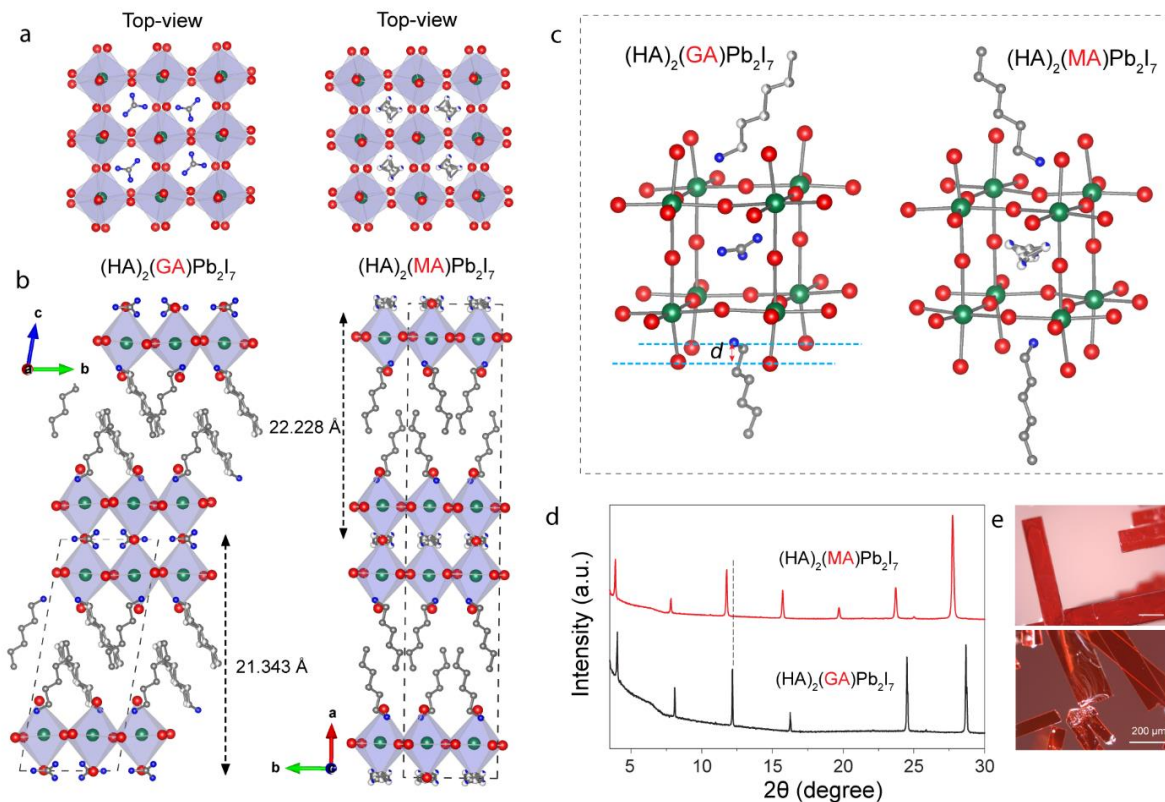 a
Top-view
Top-view
b
(HA)₂(GA)Pb₂I₇
(HA)₂(MA)Pb₂I₇
c
b
a
22.228 Å
21.343 Å
a
b
c
(HA)₂(GA)Pb₂I₇
(HA)₂(MA)Pb₂I₇
d
d
Intensity (a.u.)
(HA)₂(MA)Pb₂I₇
(HA)₂(GA)Pb₂I₇
5 10 15 20 25 30
2θ (degree)
e
200 μm